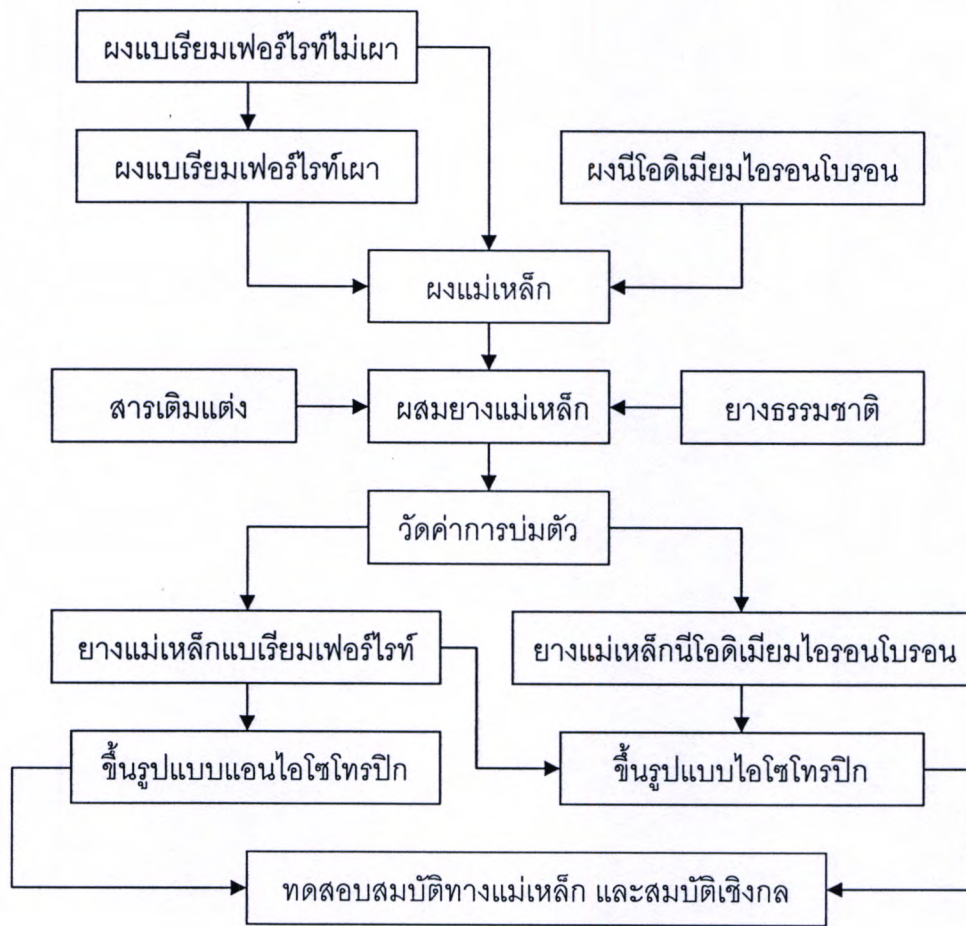 ผงแบเรียมเฟอร์ไรท์ไม่เผา
ผงแบเรียมเฟอร์ไรท์เผา
ผงนีโอดิเมียมไอรอนโบรอน
ผงแม่เหล็ก
สารเติมแต่ง
ผสมยางแม่เหล็ก
ยางธรรมชาติ
วัดค่าการบ่มตัว
ยางแม่เหล็กแบเรียมเฟอร์ไรท์
ยางแม่เหล็กนีโอดิเมียมไอรอนโบรอน
ขึ้นรูปแบบแอนไอโซโทรปิก
ขึ้นรูปแบบไอโซโทรปิก
ทดสอบสมบัติทางแม่เหล็ก และสมบัติเชิงกล